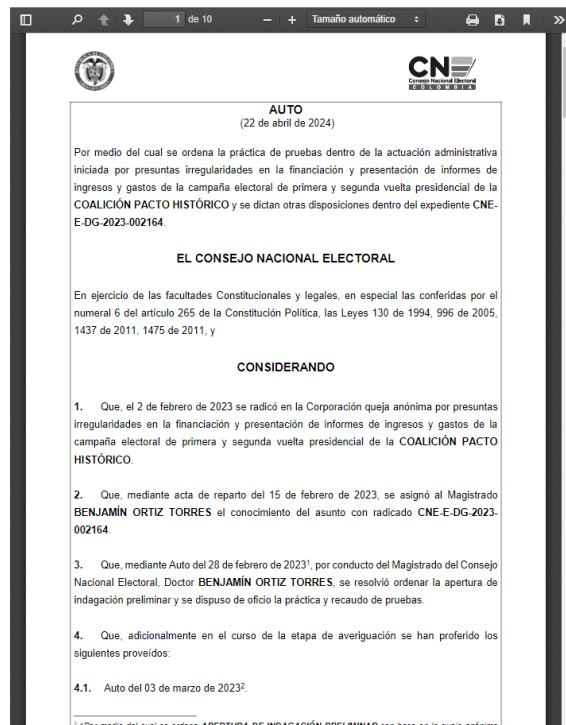 1 de 10 − + Tamaño automático
CNE
Consejo Nacional Electoral
COLOMBIA
AUTO
(22 de abril de 2024)
Por medio del cual se ordena la práctica de pruebas dentro de la actuación administrativa
iniciada por presuntas irregularidades en la financiación y presentación de informes de
ingresos y gastos de la campaña electoral de primera y segunda vuelta presidencial de la
COALICIÓN PACTO HISTÓRICO y se dictan otras disposiciones dentro del expediente CNE-
E-DG-2023-002164.
EL CONSEJO NACIONAL ELECTORAL
En ejercicio de las facultades Constitucionales y legales, en especial las conferidas por el
numeral 6 del artículo 265 de la Constitución Política, las Leyes 130 de 1994, 996 de 2005,
1437 de 2011, 1475 de 2011, y
CONSIDERANDO
1. Que, el 2 de febrero de 2023 se radicó en la Corporación queja anónima por presuntas
irregularidades en la financiación y presentación de informes de ingresos y gastos de la
campaña electoral de primera y segunda vuelta presidencial de la COALICIÓN PACTO
HISTÓRICO.
2. Que, mediante acta de reparto del 15 de febrero de 2023, se asignó al Magistrado
BENJAMÍN ORTIZ TORRES el conocimiento del asunto con radicado CNE-E-DG-2023-
002164.
3. Que, mediante Auto del 28 de febrero de 2023¹, por conducto del Magistrado del Consejo
Nacional Electoral, Doctor BENJAMÍN ORTIZ TORRES, se resolvió ordenar la apertura de
indagación preliminar y se dispuso de oficio la práctica y recaudo de pruebas.
4. Que, adicionalmente en el curso de la etapa de averiguación se han proferido los
siguientes proveídos:
4.1. Auto del 03 de marzo de 2023².